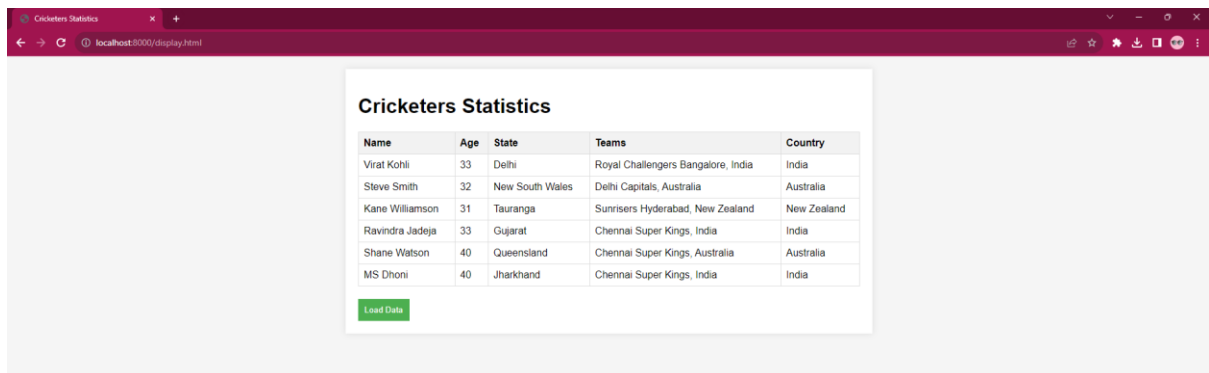 Cricketers Statistics
localhost:8000/display.html
Cricketers Statistics
Name Age State Teams Country
Virat Kohli 33 Delhi Royal Challengers Bangalore, India India
Steve Smith 32 New South Wales Delhi Capitals, Australia Australia
Kane Williamson 31 Tauranga Sunrisers Hyderabad, New Zealand New Zealand
Ravindra Jadeja 33 Gujarat Chennai Super Kings, India India
Shane Watson 40 Queensland Chennai Super Kings, Australia Australia
MS Dhoni 40 Jharkhand Chennai Super Kings, India India
Load Data